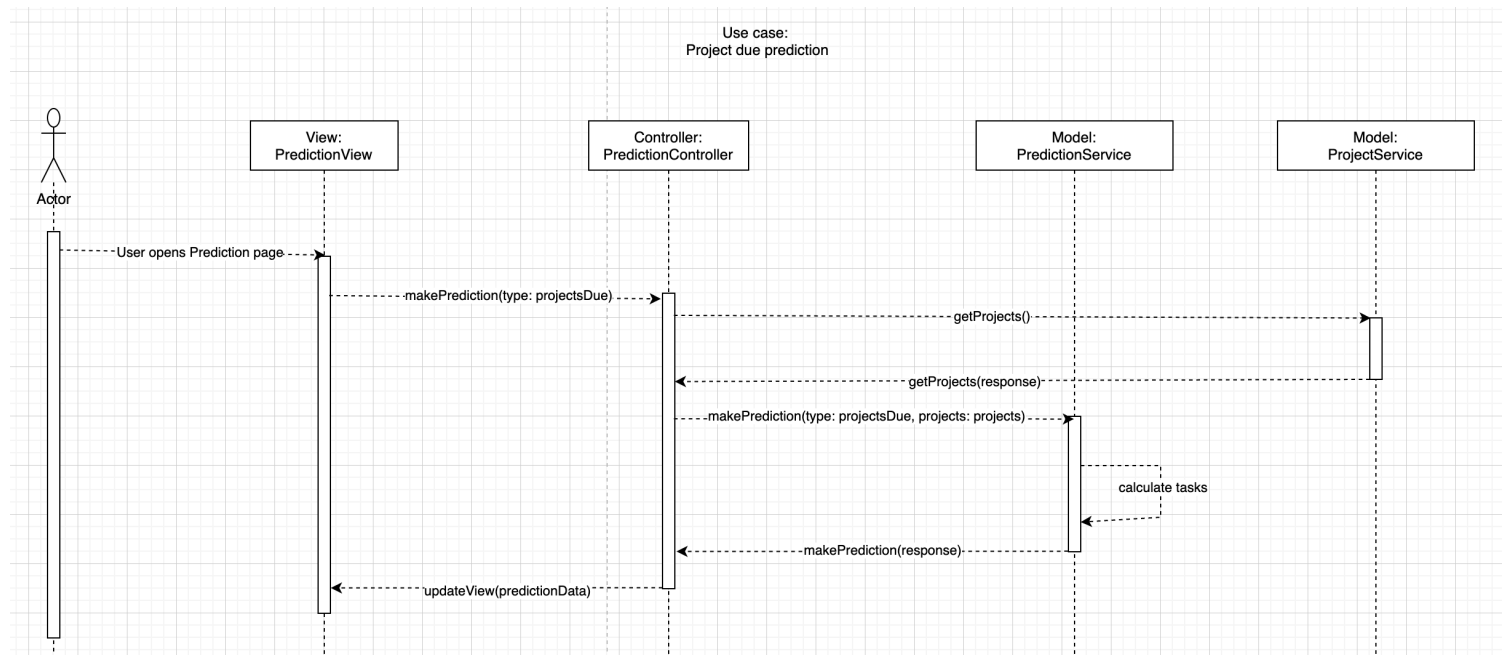 Use case:
Project due prediction
View:
PredictionView
Controller:
PredictionController
Model:
PredictionService
Model:
ProjectService
Actor
User opens Prediction page
makePrediction(type: projectsDue)
getProjects()
getProjects(response)
makePrediction(type: projectsDue, projects: projects)
calculate tasks
makePrediction(response)
updateView(predictionData)